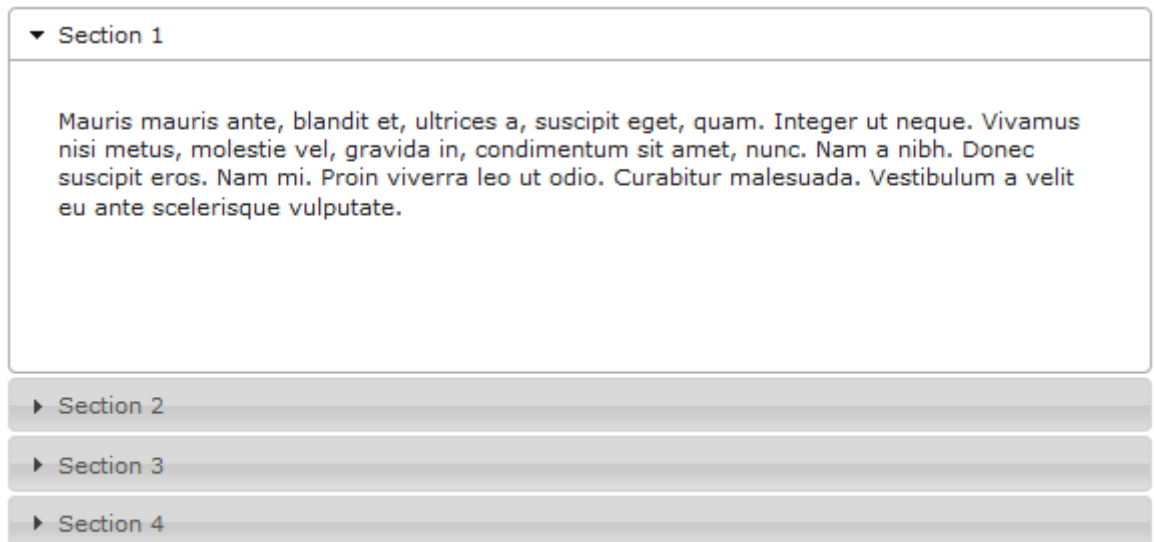 Section 1
Mauris mauris ante, blandit et, ultrices a, suscipit eget, quam. Integer ut neque. Vivamus
nisi metus, molestie vel, gravida in, condimentum sit amet, nunc. Nam a nibh. Donec
suscipit eros. Nam mi. Proin viverra leo ut odio. Curabitur malesuada. Vestibulum a velit
eu ante scelerisque vulputate.
Section 2
Section 3
Section 4